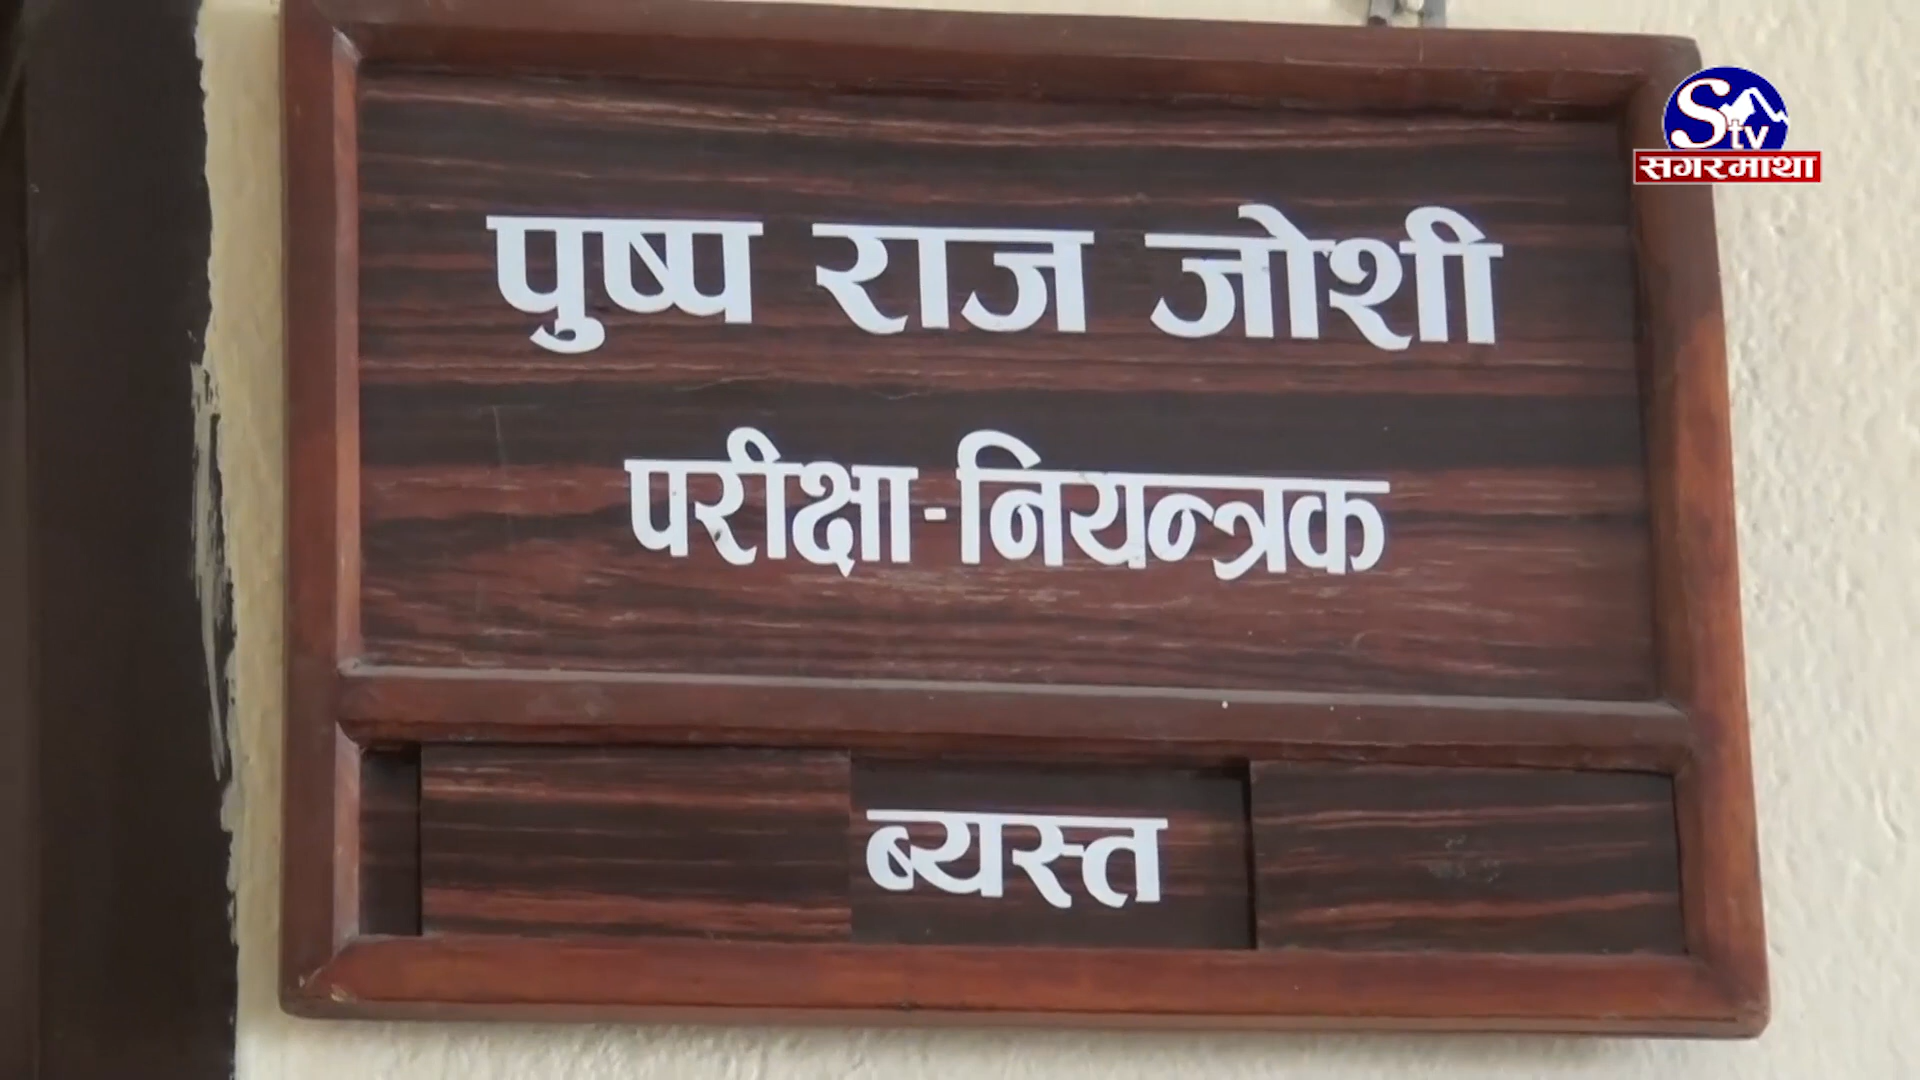 Stv
सगरमाथा
पुष्प राज जोशी
परीक्षा-नियन्त्रक
ब्यस्त